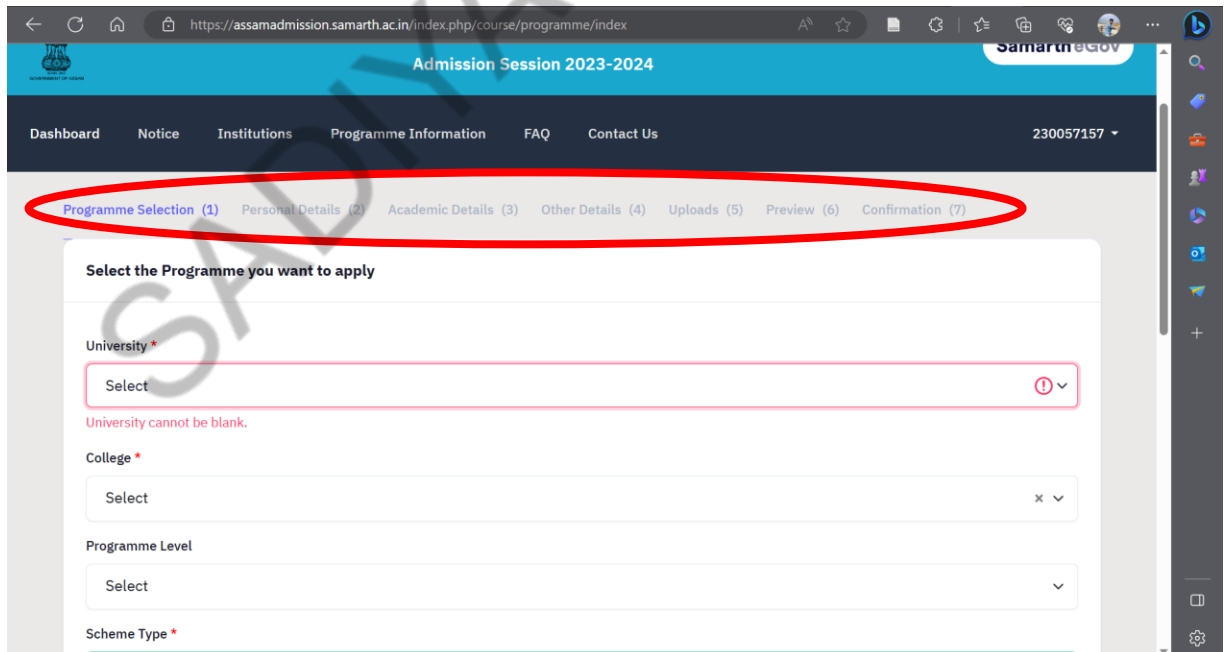 https://assamadmission.samarth.ac.in/index.php/course/programme/index
Samarth eGov
Admission Session 2023-2024
Dashboard Notice Institutions Programme Information FAQ Contact Us 230057157
Programme Selection (1) Personal Details (2) Academic Details (3) Other Details (4) Uploads (5) Preview (6) Confirmation (7)
Select the Programme you want to apply
University *
Select
University cannot be blank.
College *
Select
Programme Level
Select
Scheme Type *
SADIYA